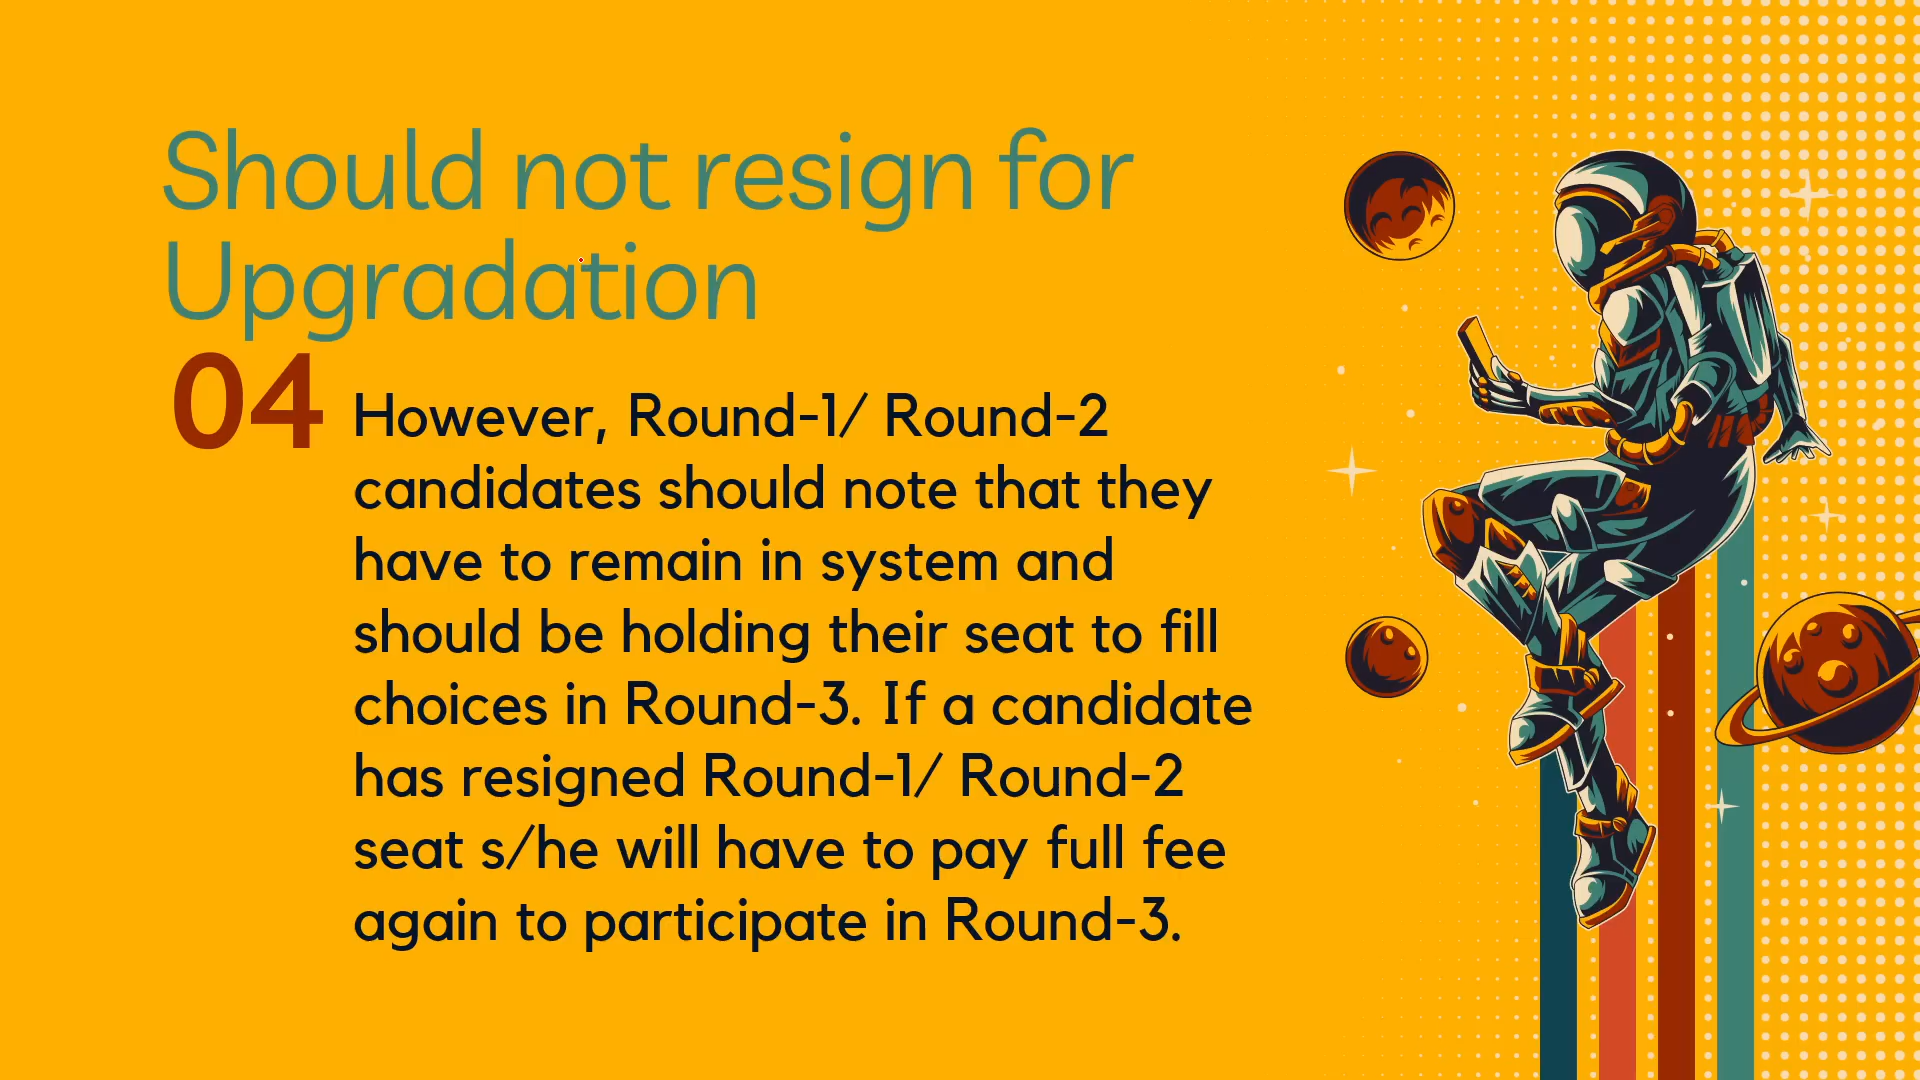 Should not resign for
Upgradation
04
However, Round-1/ Round-2
candidates should note that they
have to remain in system and
should be holding their seat to fill
choices in Round-3. If a candidate
has resigned Round-1/ Round-2
seat s/he will have to pay full fee
again to participate in Round-3.